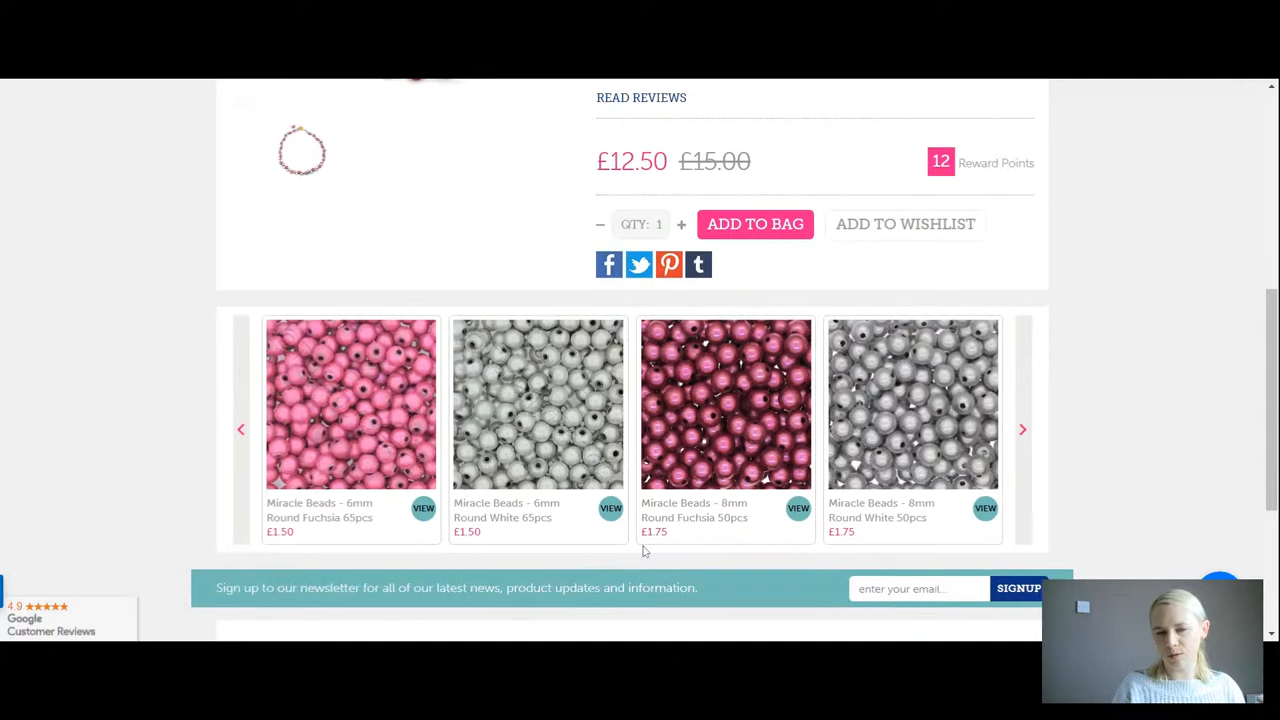 READ REVIEWS
£12.50 £15.00
12 Reward Points
− QTY: 1 + ADD TO BAG ADD TO WISHLIST
f t
Miracle Beads - 6mm
Round Fuchsia 65pcs
£1.50
VIEW
Miracle Beads - 6mm
Round White 65pcs
£1.50
VIEW
Miracle Beads - 8mm
Round Fuchsia 50pcs
£1.75
VIEW
Miracle Beads - 8mm
Round White 50pcs
£1.75
VIEW
Sign up to our newsletter for all of our latest news, product updates and information.
enter your email... SIGNUP
4.9 ★★★★★
Google
Customer Reviews